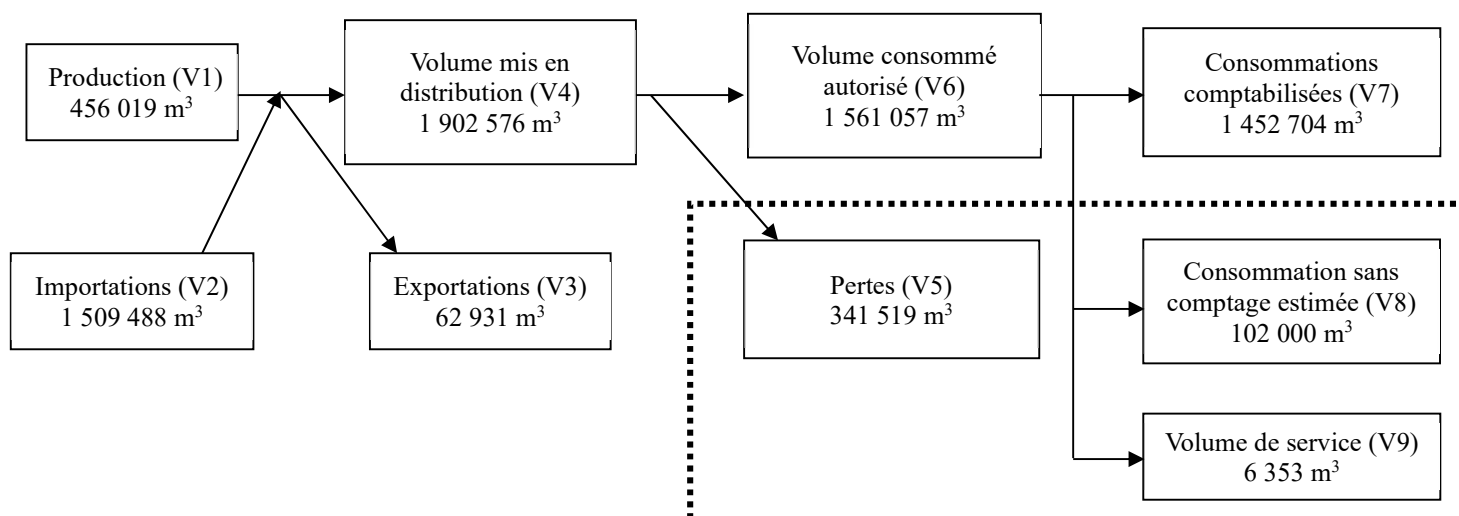 Production (V1)
456 019 m³
Volume mis en
distribution (V4)
1 902 576 m³
Volume consommé
autorisé (V6)
1 561 057 m³
Consommations
comptabilisées (V7)
1 452 704 m³
Importations (V2)
1 509 488 m³
Exportations (V3)
62 931 m³
Pertes (V5)
341 519 m³
Consommation sans
comptage estimée (V8)
102 000 m³
Volume de service (V9)
6 353 m³